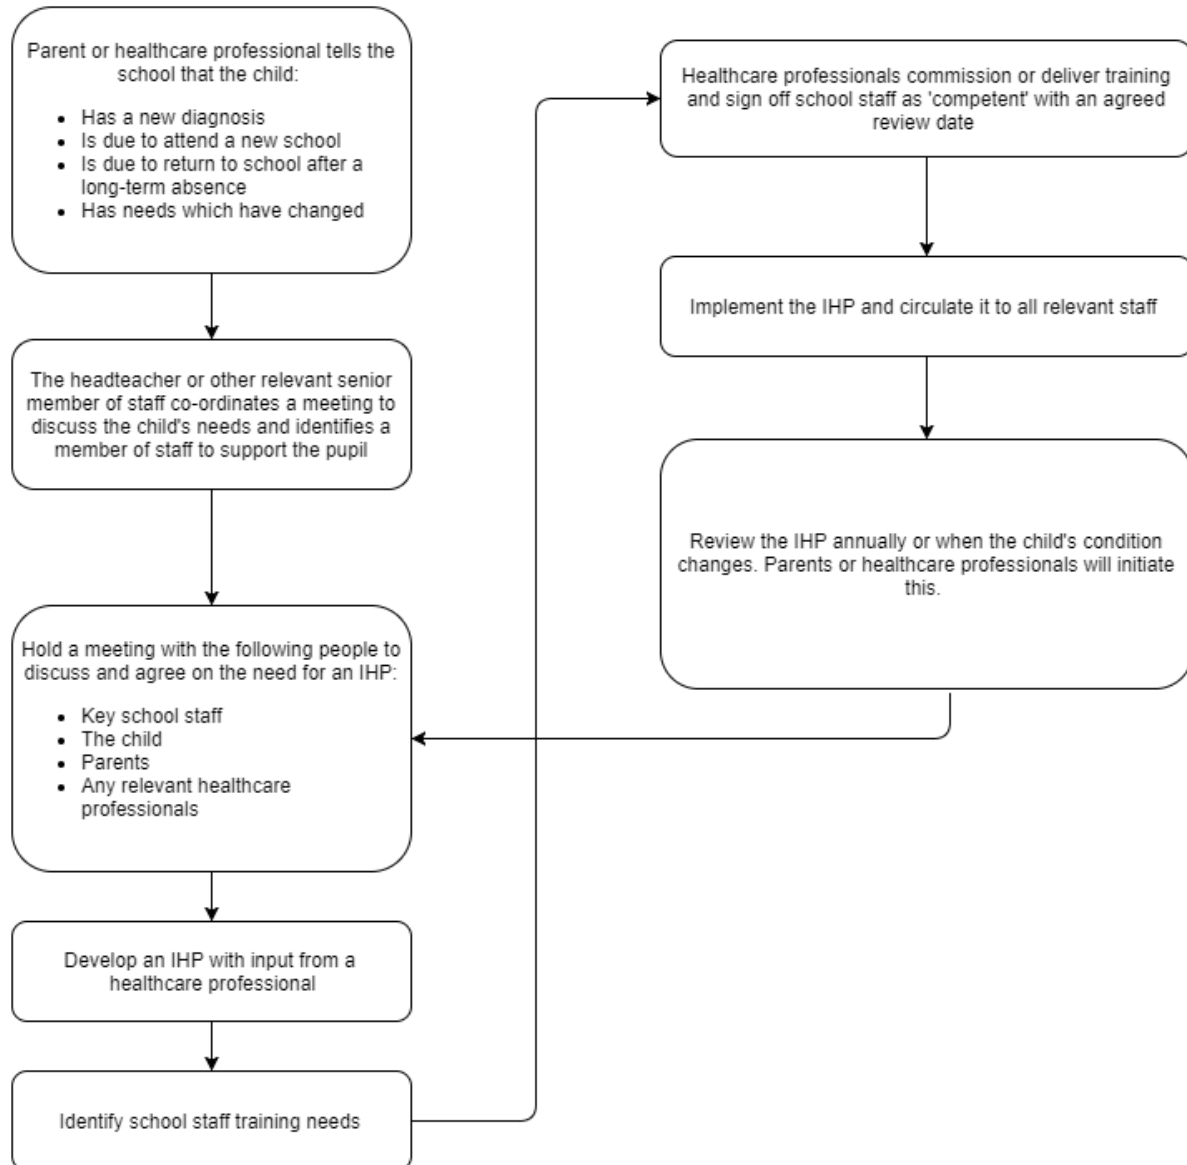 Parent or healthcare professional tells the
school that the child:
• Has a new diagnosis
• Is due to attend a new school
• Is due to return to school after a
long-term absence
• Has needs which have changed
The headteacher or other relevant senior
member of staff co-ordinates a meeting to
discuss the child's needs and identifies a
member of staff to support the pupil
Hold a meeting with the following people to
discuss and agree on the need for an IHP:
• Key school staff
• The child
• Parents
• Any relevant healthcare
professionals
Develop an IHP with input from a
healthcare professional
Identify school staff training needs
Healthcare professionals commission or deliver training
and sign off school staff as 'competent' with an agreed
review date
Implement the IHP and circulate it to all relevant staff
Review the IHP annually or when the child's condition
changes. Parents or healthcare professionals will initiate
this.